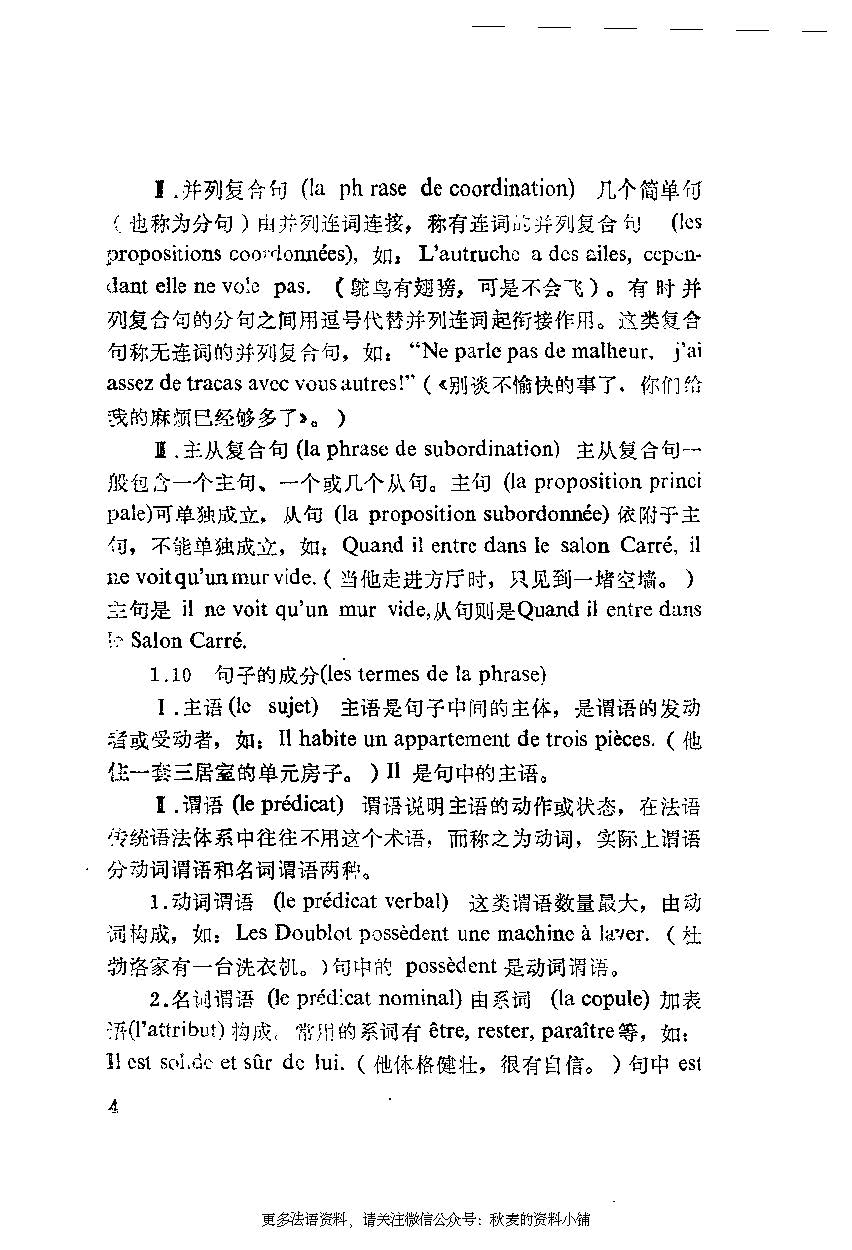 Ⅱ.并列复合句 (la ph rase de coordination) 几个简单句
(也称为分句)由并列连词连接,称有连词的并列复合句 (les
propositions coordonnées), 如: L'autruche a des ailes, cepen-
dant elle ne vole pas. (鸵鸟有翅膀,可是不会飞)。有时并
列复合句的分句之间用逗号代替并列连词起衔接作用。这类复合
句称无连词的并列复合句,如: “Ne parle pas de malheur, j'ai
assez de tracas avec vous autres!” (《别谈不愉快的事了,你们给
我的麻烦已经够多了》。)
Ⅲ.主从复合句 (la phrase de subordination) 主从复合句一
般包含一个主句、一个或几个从句。主句 (la proposition princi
pale)可单独成立,从句 (la proposition subordonnée) 依附于主
句,不能单独成立,如: Quand il entre dans le salon Carré, il
ne voit qu'un mur vide. (当他走进方厅时,只见到一堵空墙。)
主句是 il ne voit qu'un mur vide,从句则是Quand il entre dans
le Salon Carré.
1.10 句子的成分(les termes de la phrase)
Ⅰ.主语 (le sujet) 主语是句子中间的主体,是谓语的发动
者或受动者,如: Il habite un appartement de trois pièces. (他
住一套三居室的单元房子。) Il 是句中的主语。
Ⅱ.谓语 (le prédicat) 谓语说明主语的动作或状态,在法语
传统语法体系中往往不用这个术语,而称之为动词,实际上谓语
分动词谓语和名词谓语两种。
1.动词谓语 (le prédicat verbal) 这类谓语数量最大,由动
词构成,如: Les Doublot possèdent une machine à laver. (杜
勃洛家有一台洗衣机。)句中的 possèdent 是动词谓语。
2.名词谓语 (le prédicat nominal) 由系词 (la copule) 加表
语(l'attribut) 构成,常用的系词有 être, rester, paraître等,如:
Il est solide et sûr de lui. (他体格健壮,很有自信。)句中 est
4
更多法语资料,请关注微信公众号:秋麦的资料小铺